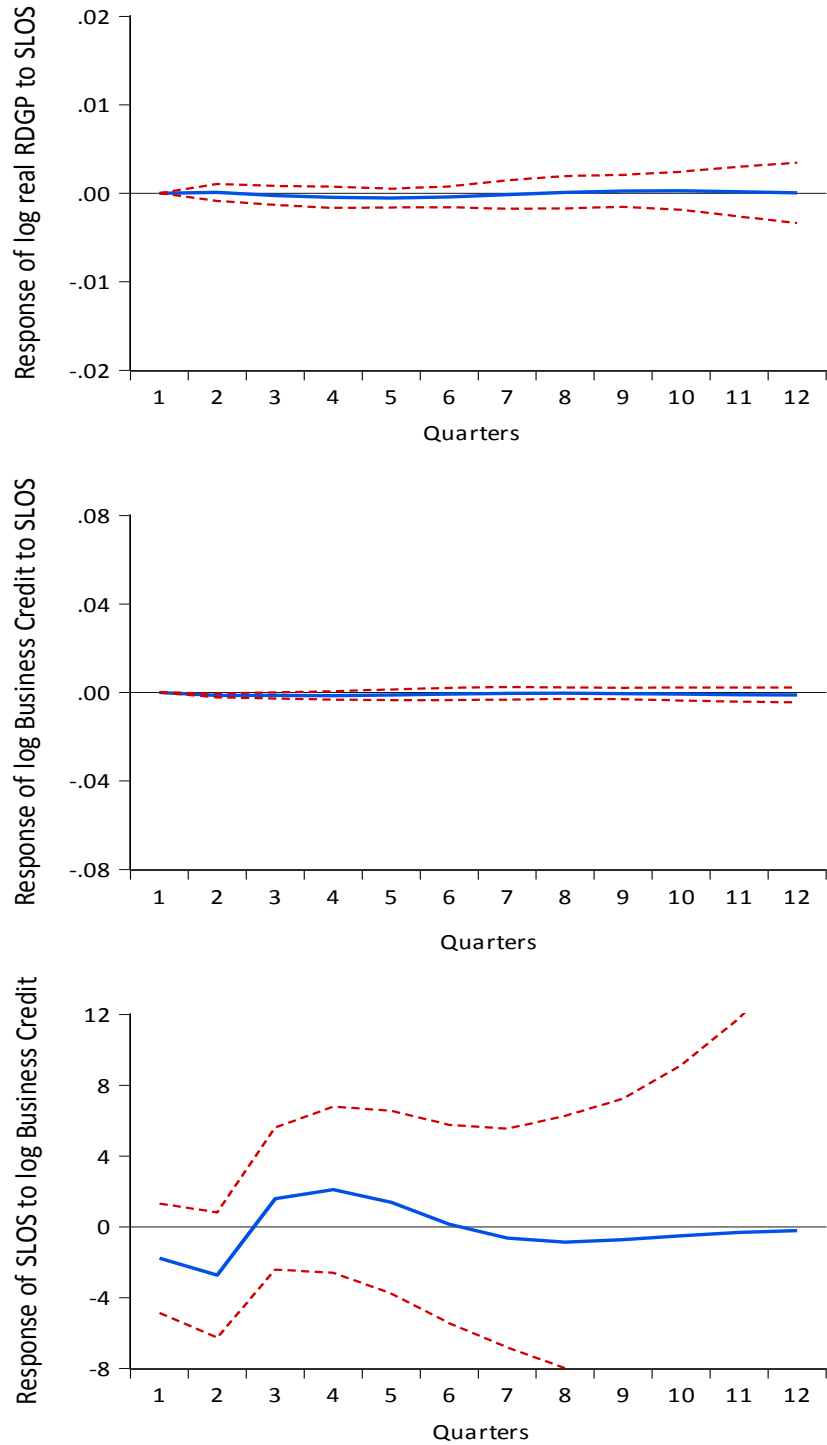 Response of log real RDGP to SLOS
.02
.01
.00
-.01
-.02
1 2 3 4 5 6 7 8 9 10 11 12
Quarters
Response of log Business Credit to SLOS
.08
.04
.00
-.04
-.08
1 2 3 4 5 6 7 8 9 10 11 12
Quarters
Response of SLOS to log Business Credit
12
8
4
0
-4
-8
1 2 3 4 5 6 7 8 9 10 11 12
Quarters